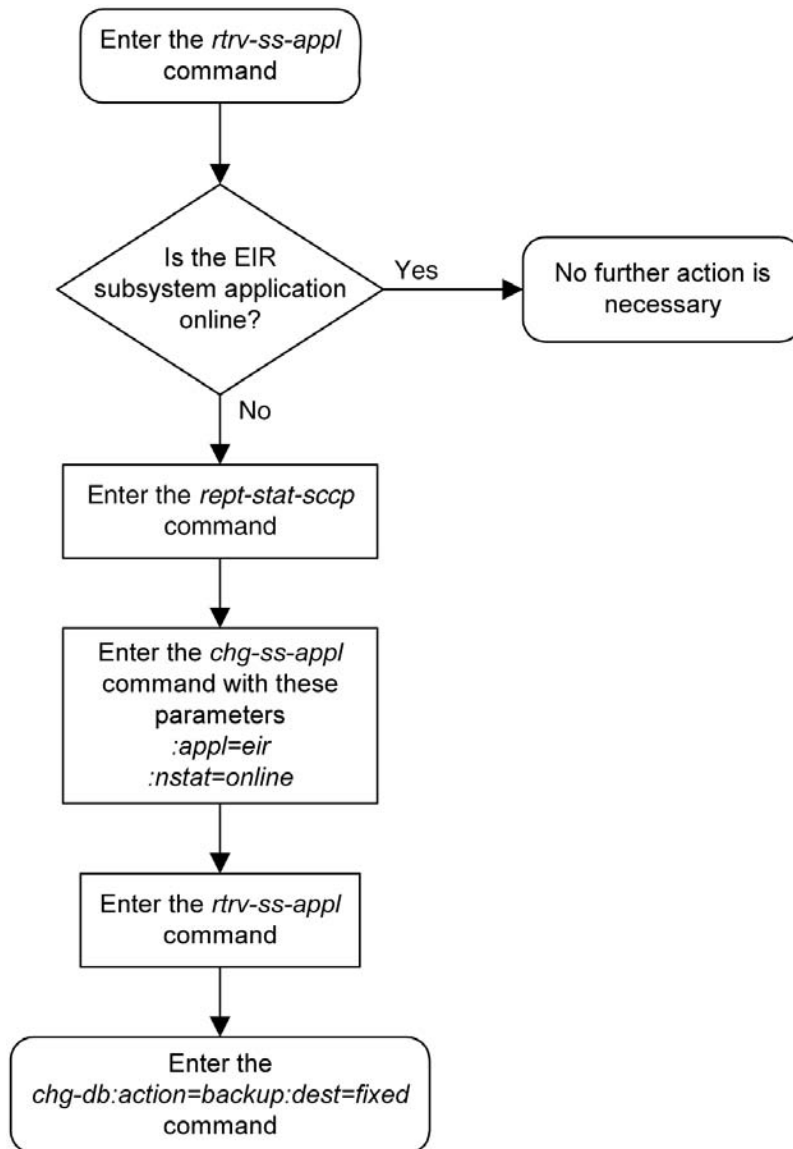 Enter the rtrv-ss-appl
command
Is the EIR
subsystem application
online?
Yes
No further action is
necessary
No
Enter the rept-stat-sccp
command
Enter the chg-ss-appl
command with these
parameters
:appl=eir
:nstat=online
Enter the rtrv-ss-appl
command
Enter the
chg-db:action=backup:dest=fixed
command